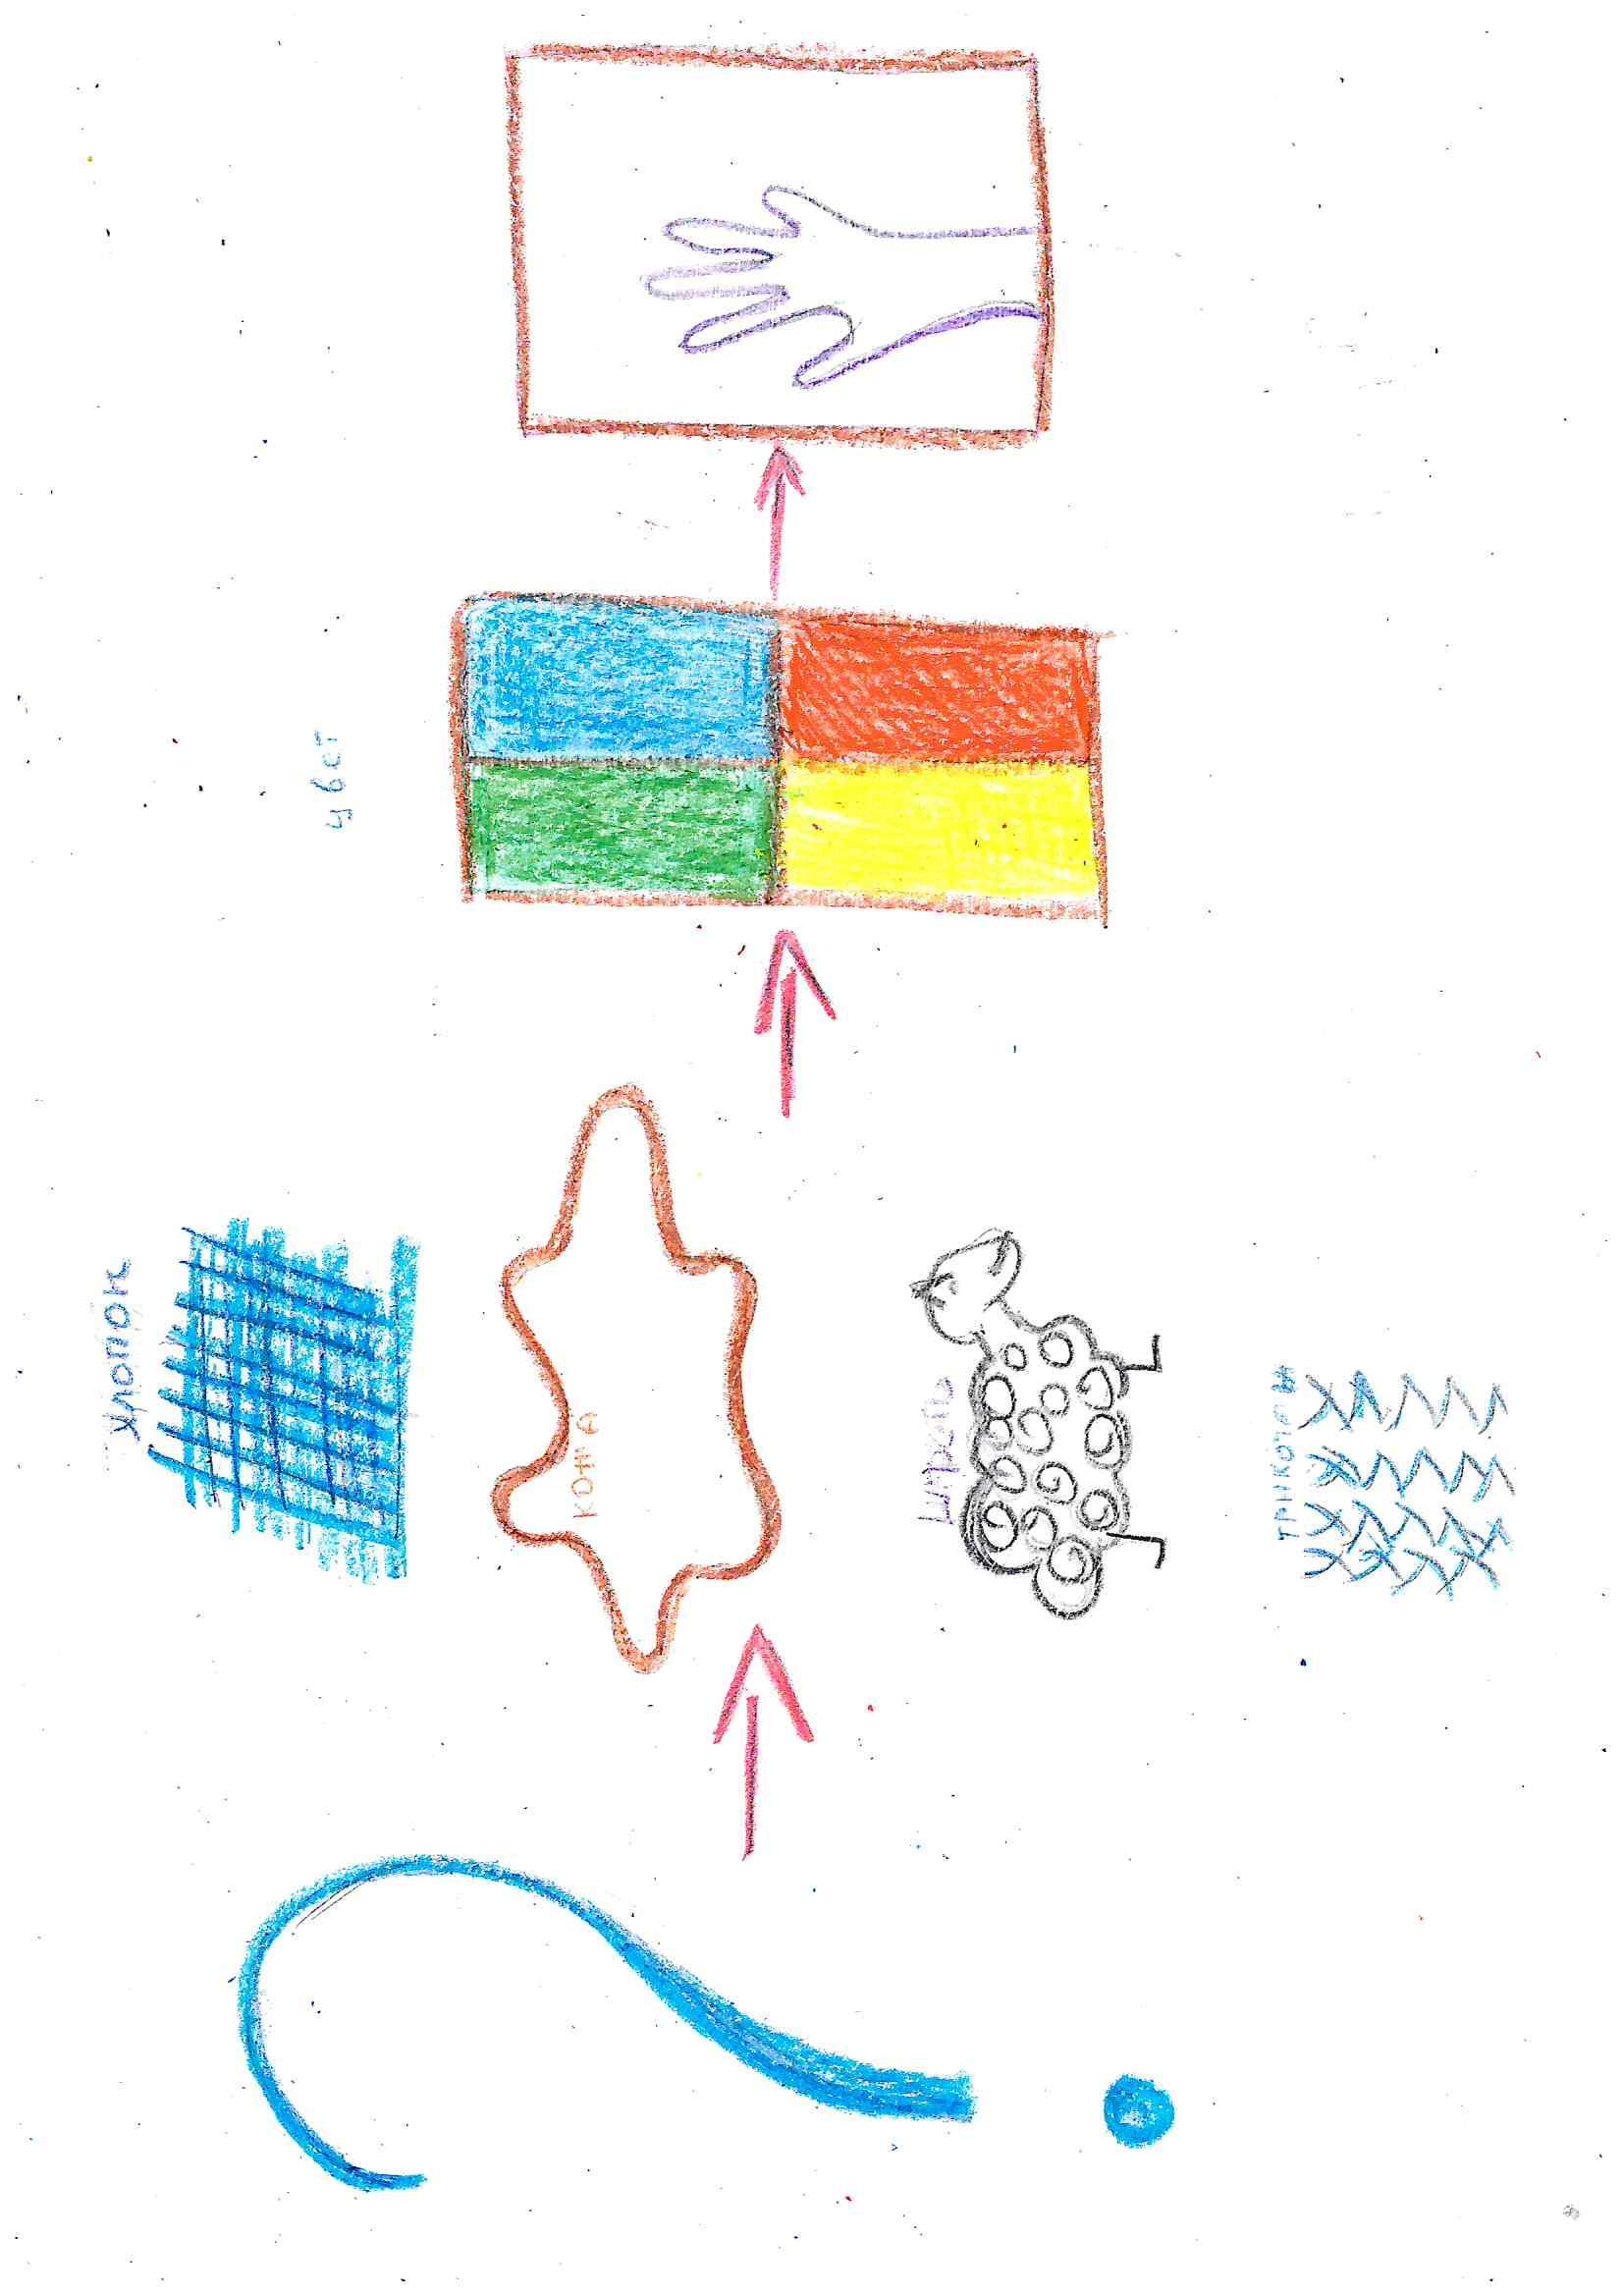 хлопок
цвет
КОЖА
шерсть
трикотаж